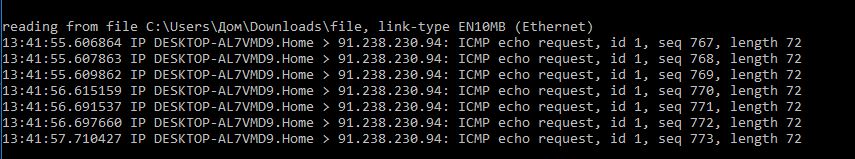 reading from file C:\Users\Дом\Downloads\file, link-type EN10MB (Ethernet)
13:41:55.606864 IP DESKTOP-AL7VMD9.Home > 91.238.230.94: ICMP echo request, id 1, seq 767, length 72
13:41:55.607863 IP DESKTOP-AL7VMD9.Home > 91.238.230.94: ICMP echo request, id 1, seq 768, length 72
13:41:55.609862 IP DESKTOP-AL7VMD9.Home > 91.238.230.94: ICMP echo request, id 1, seq 769, length 72
13:41:56.615159 IP DESKTOP-AL7VMD9.Home > 91.238.230.94: ICMP echo request, id 1, seq 770, length 72
13:41:56.691537 IP DESKTOP-AL7VMD9.Home > 91.238.230.94: ICMP echo request, id 1, seq 771, length 72
13:41:56.697660 IP DESKTOP-AL7VMD9.Home > 91.238.230.94: ICMP echo request, id 1, seq 772, length 72
13:41:57.710427 IP DESKTOP-AL7VMD9.Home > 91.238.230.94: ICMP echo request, id 1, seq 773, length 72